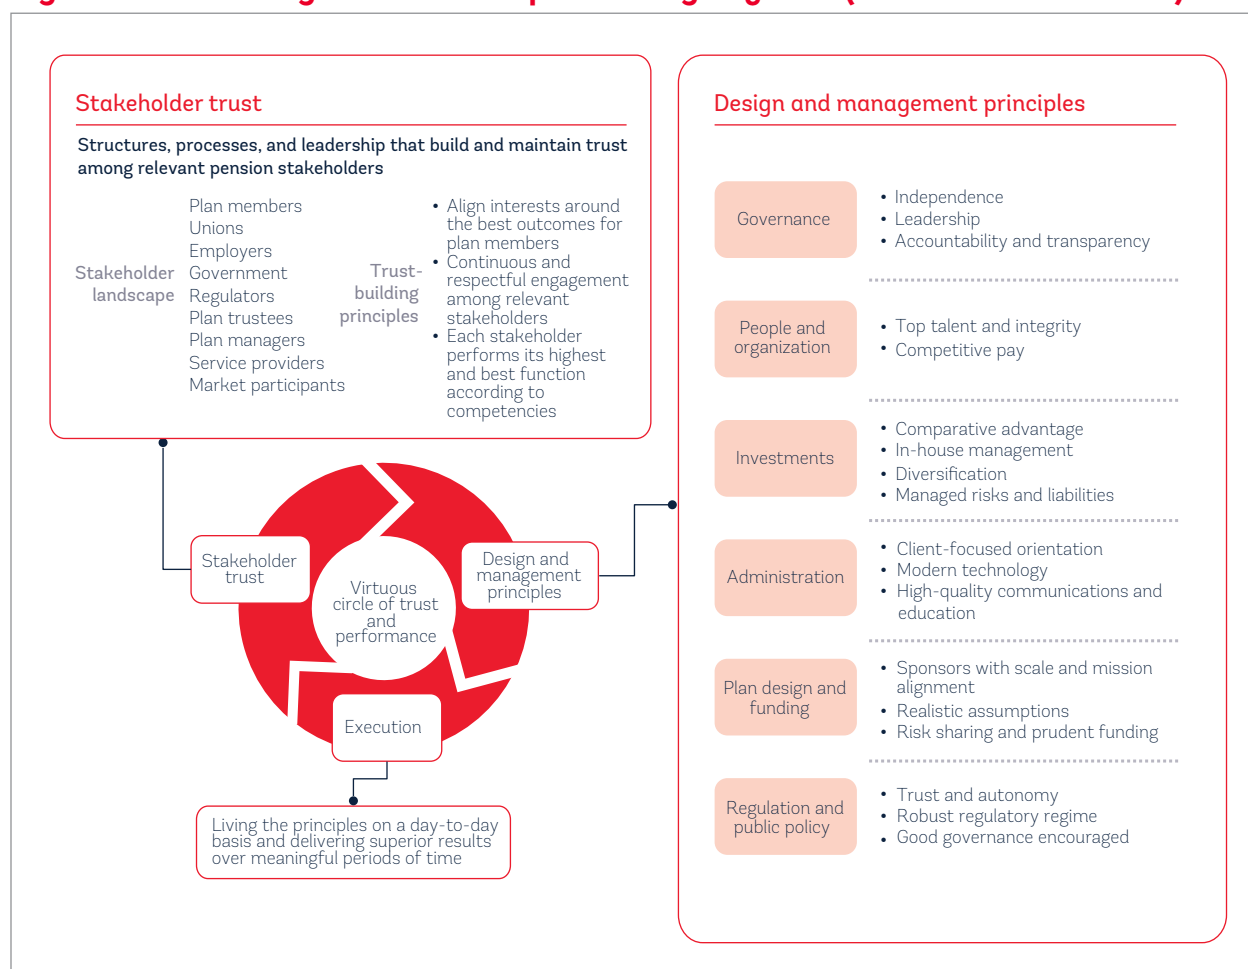 Stakeholder trust
Structures, processes, and leadership that build and maintain trust
among relevant pension stakeholders
Stakeholder
landscape
Plan members
Unions
Employers
Government
Regulators
Plan trustees
Plan managers
Service providers
Market participants
Trust-
building
principles
• Align interests around
the best outcomes for
plan members
• Continuous and
respectful engagement
among relevant
stakeholders
• Each stakeholder
performs its highest
and best function
according to
competencies
Stakeholder
trust
Virtuous
circle of trust
and
performance
Design and
management
principles
Execution
Living the principles on a day-to-day
basis and delivering superior results
over meaningful periods of time
Design and management principles
Governance
• Independence
• Leadership
• Accountability and transparency
People and
organization
• Top talent and integrity
• Competitive pay
Investments
• Comparative advantage
• In-house management
• Diversification
• Managed risks and liabilities
Administration
• Client-focused orientation
• Modern technology
• High-quality communications and
education
Plan design and
funding
• Sponsors with scale and mission
alignment
• Realistic assumptions
• Risk sharing and prudent funding
Regulation and
public policy
• Trust and autonomy
• Robust regulatory regime
• Good governance encouraged